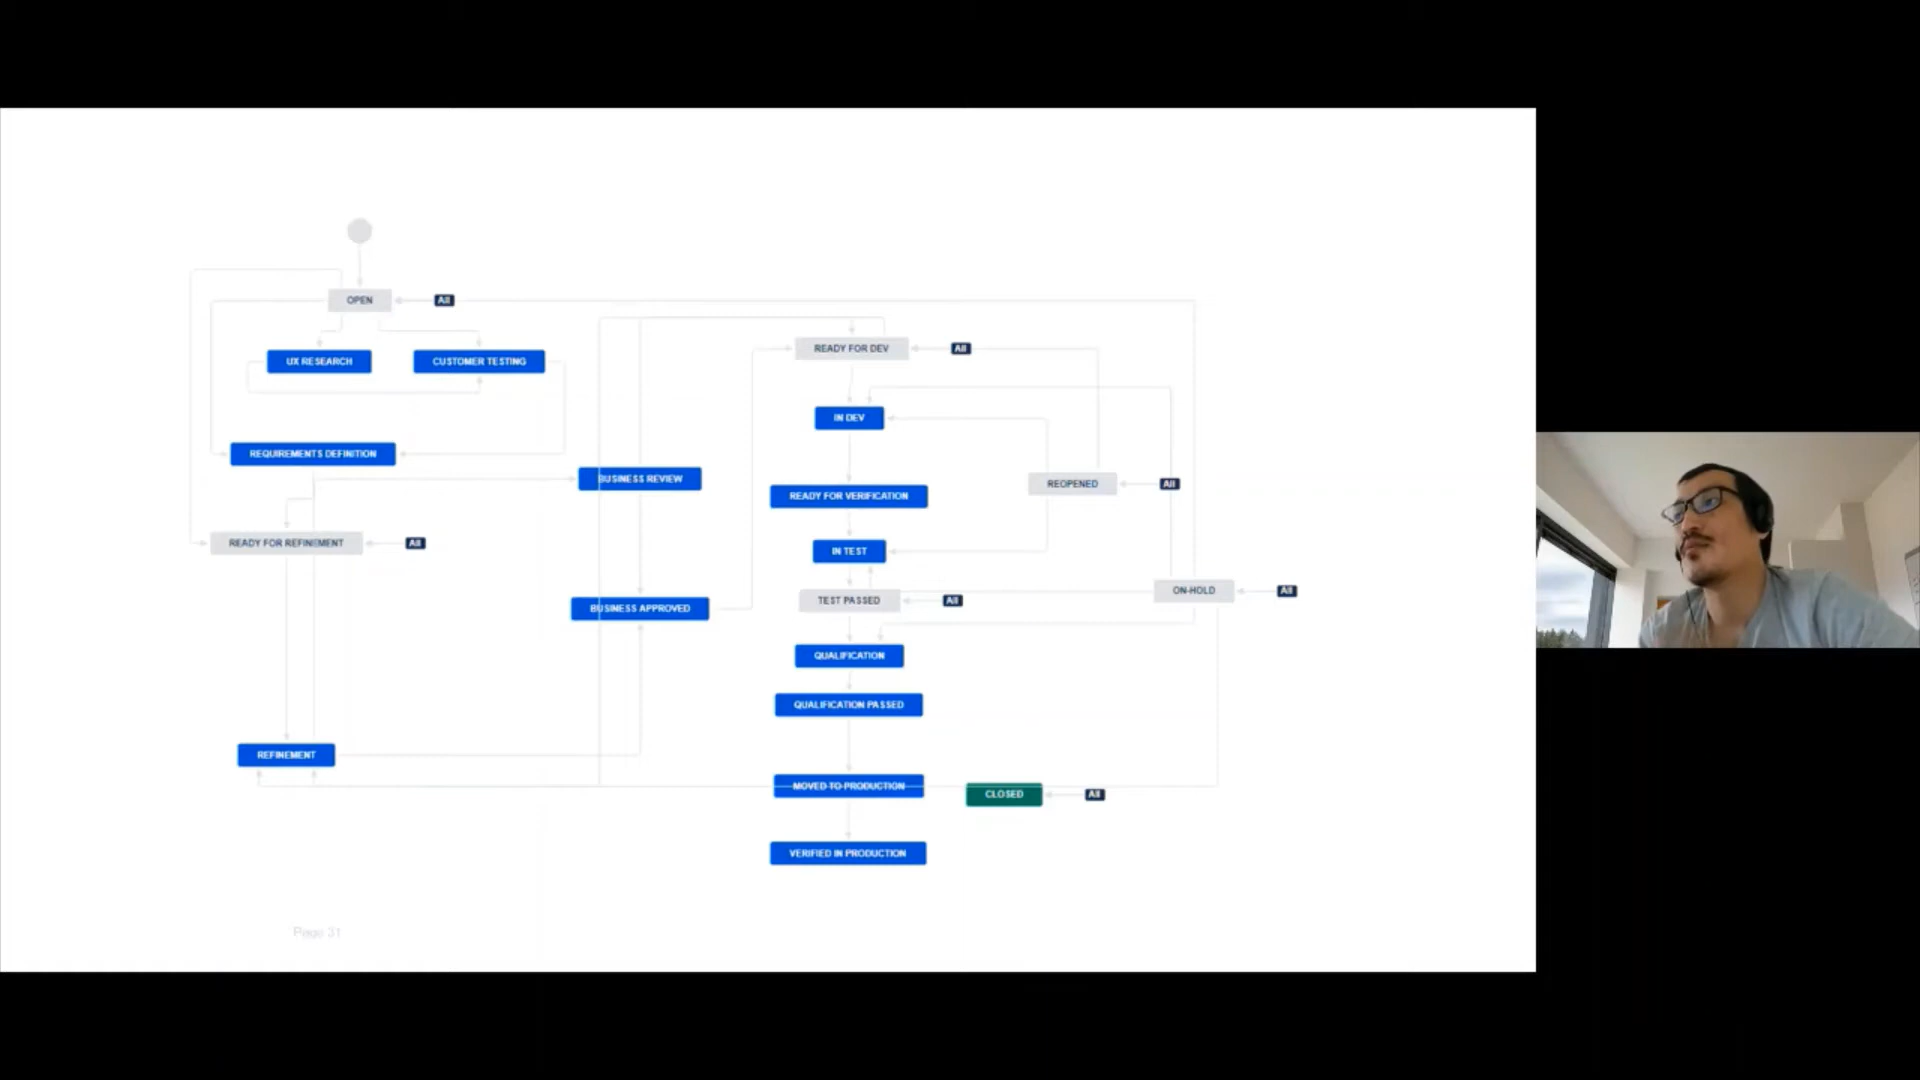 OPEN
All
UX RESEARCH
CUSTOMER TESTING
REQUIREMENTS DEFINITION
READY FOR REFINEMENT
All
REFINEMENT
BUSINESS REVIEW
BUSINESS APPROVED
READY FOR DEV
All
IN DEV
READY FOR VERIFICATION
IN TEST
TEST PASSED
All
QUALIFICATION
QUALIFICATION PASSED
MOVED TO PRODUCTION
VERIFIED IN PRODUCTION
REOPENED
All
ON-HOLD
All
CLOSED
All
Page 31